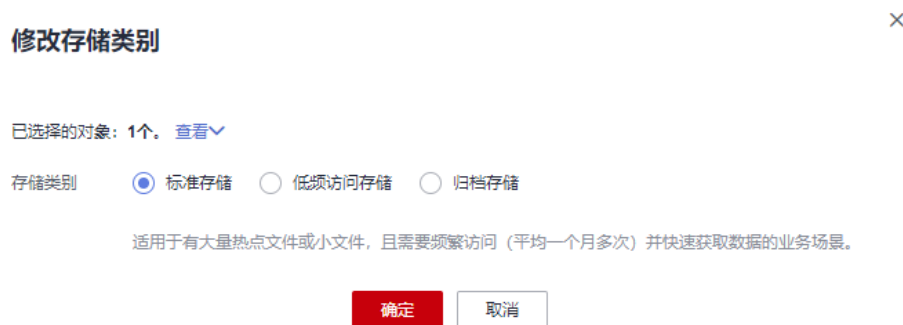 修改存储类别
已选择的对象：1个。 查看
存储类别 标准存储 低频访问存储 归档存储
适用于有大量热点文件或小文件，且需要频繁访问（平均一个月多次）并快速获取数据的业务场景。
确定 取消